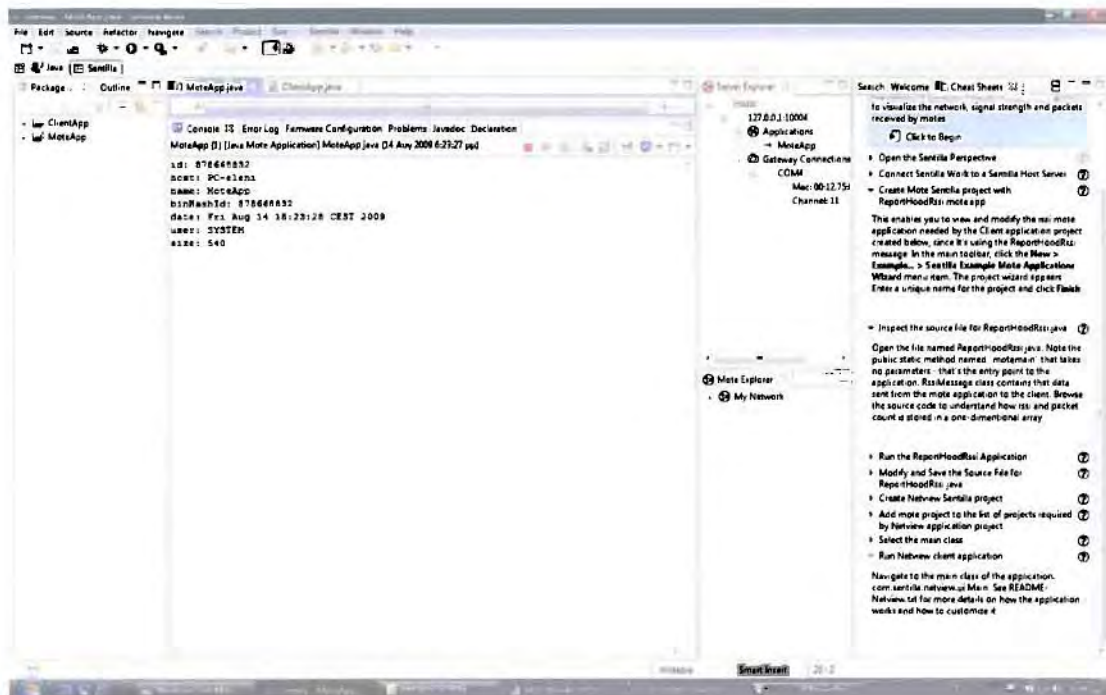 File Edit Source Refactor Navigate Search Project Run Sentilla Window Help
Java Sentilla
Package Outline
MoteApp.java ClientApp.java
ClientApp
MoteApp
Console Error Log Firmware Configuration Problems Javadoc Declaration
MoteApp [1] [Java Mote Application] MoteApp.java (14 Αυγ 2009 6:23:27 μμ)
id: 878668832
host: PC-eleni
name: MoteApp
binHashId: 878668832
date: Fri Aug 14 18:23:28 CEST 2009
user: SYSTEM
size: 540
Server Explorer
127.0.0.1:10004
Applications
MoteApp
Gateway Connections
COM4
Mac: 00:12.75
Channel: 11
Mote Explorer
My Network
Search Welcome Cheat Sheets
to visualize the network, signal strength and packets
received by motes
Click to Begin
Open the Sentilla Perspective
Connect Sentilla Work to a Sentilla Host Server
Create Mote Sentilla project with
ReportHoodRssi mote app
This enables you to view and modify the rssi mote
application needed by the Client application project
created below, since it's using the ReportHoodRssi
message. In the main toolbar, click the New >
Example... > Sentilla Example Mote Applications
Wizard menu item. The project wizard appears
Enter a unique name for the project and click Finish
Inspect the source file for ReportHoodRssi.java
Open the file named ReportHoodRssi.java. Note the
public static method named 'motemain' that takes
no parameters - that's the entry point to the
application. RssiMessage class contains that data
sent from the mote application to the client. Browse
the source code to understand how rssi and packet
count is stored in a one-dimentional array
Run the ReportHoodRssi Application
Modify and Save the Source File for
ReportHoodRssi.java
Create Netview Sentilla project
Add mote project to the list of projects required
by Netview application project
Select the main class
Run Netview client application
Navigate to the main class of the application.
com.sentilla.netview.ui.Main. See README-
Netview.txt for more details on how the application
works and how to customize it
Smart Insert